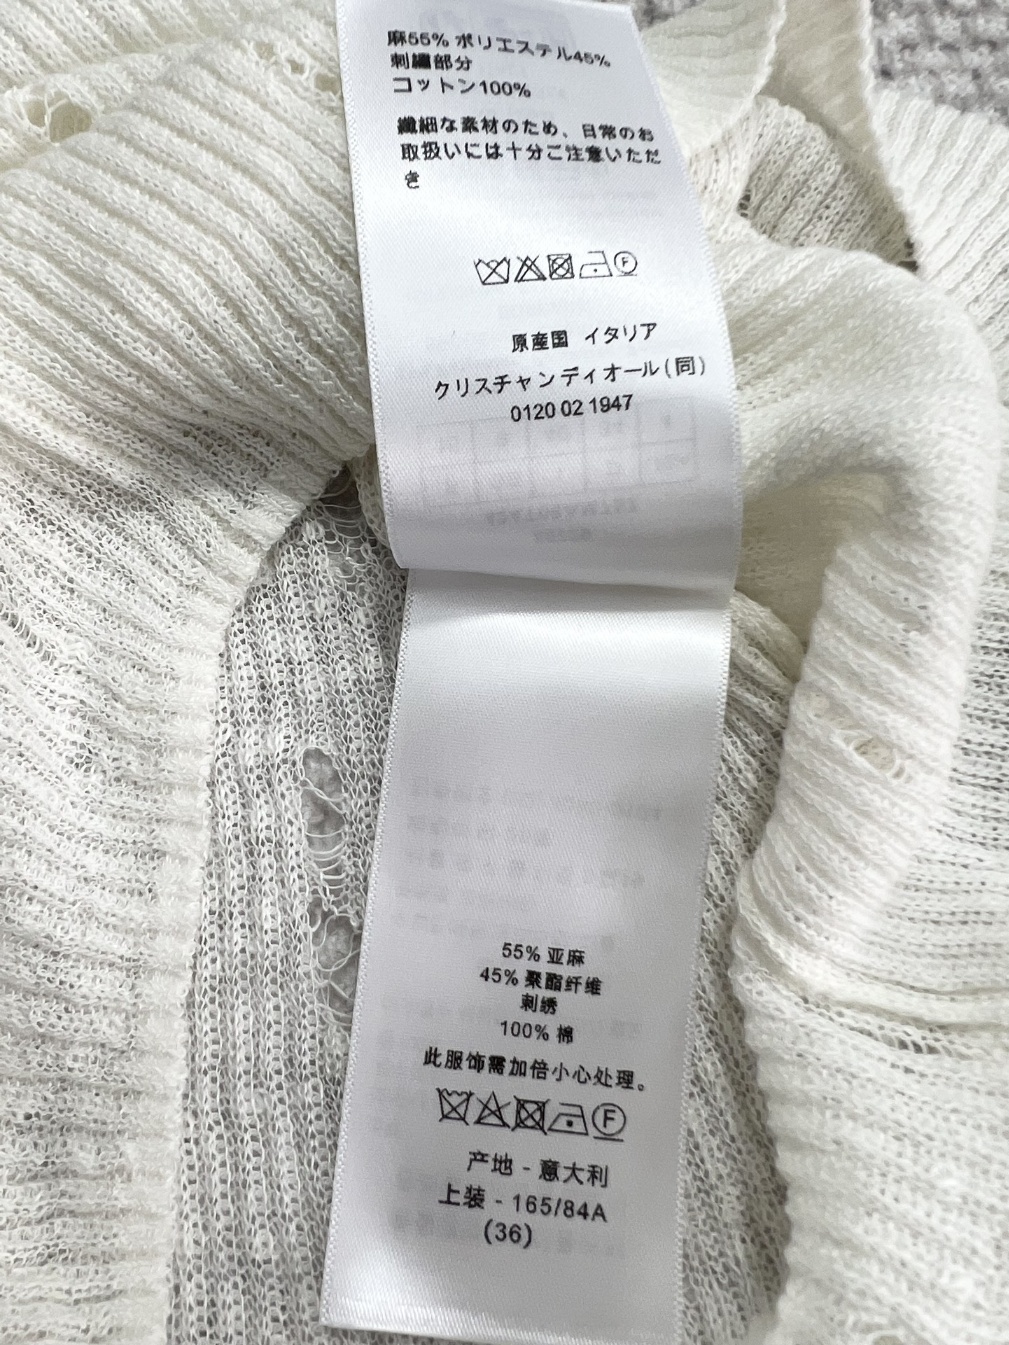 麻55% ポリエステル45%
刺繍部分
コットン100%
繊細な素材のため、日常のお
取扱いには十分ご注意いただ
き
F
原産国 イタリア
クリスチャンディオール(同)
0120 02 1947
55% 亚麻
45% 聚酯纤维
刺绣
100% 棉
此服饰需加倍小心处理。
F
产地 - 意大利
上装 - 165/84A
(36)